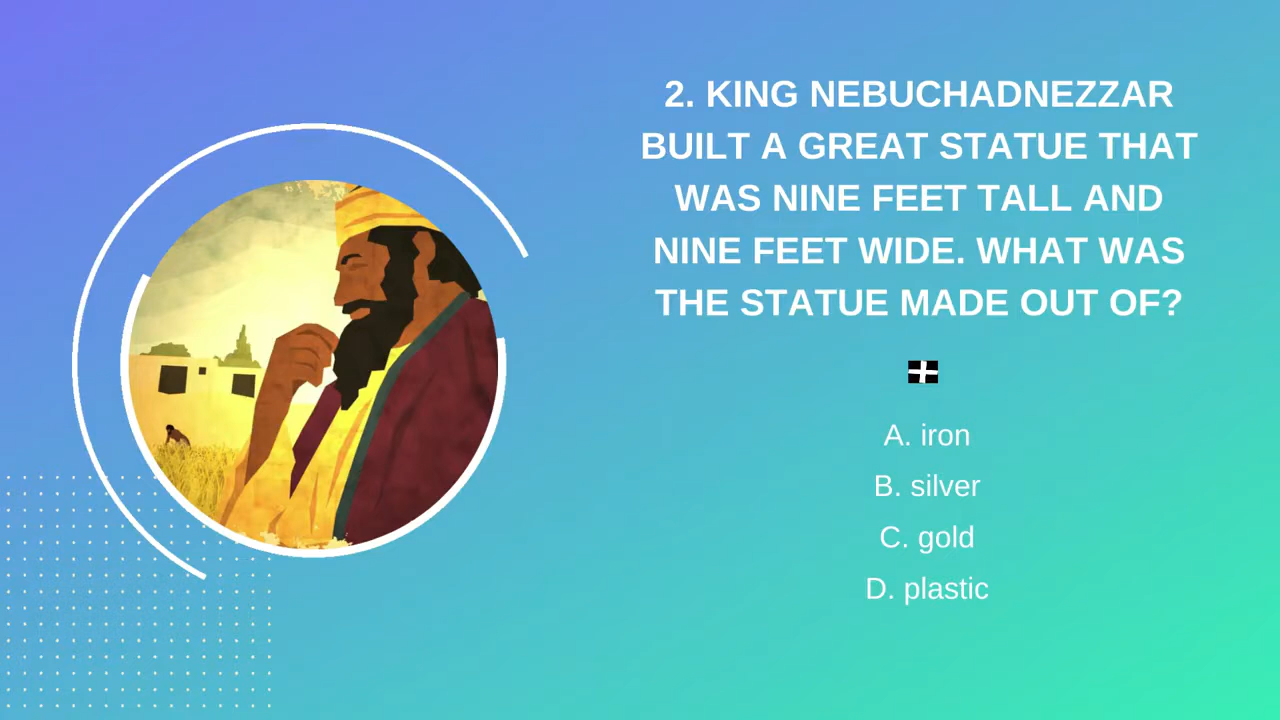 2. KING NEBUCHADNEZZAR
BUILT A GREAT STATUE THAT
WAS NINE FEET TALL AND
NINE FEET WIDE. WHAT WAS
THE STATUE MADE OUT OF?
A. iron
B. silver
C. gold
D. plastic